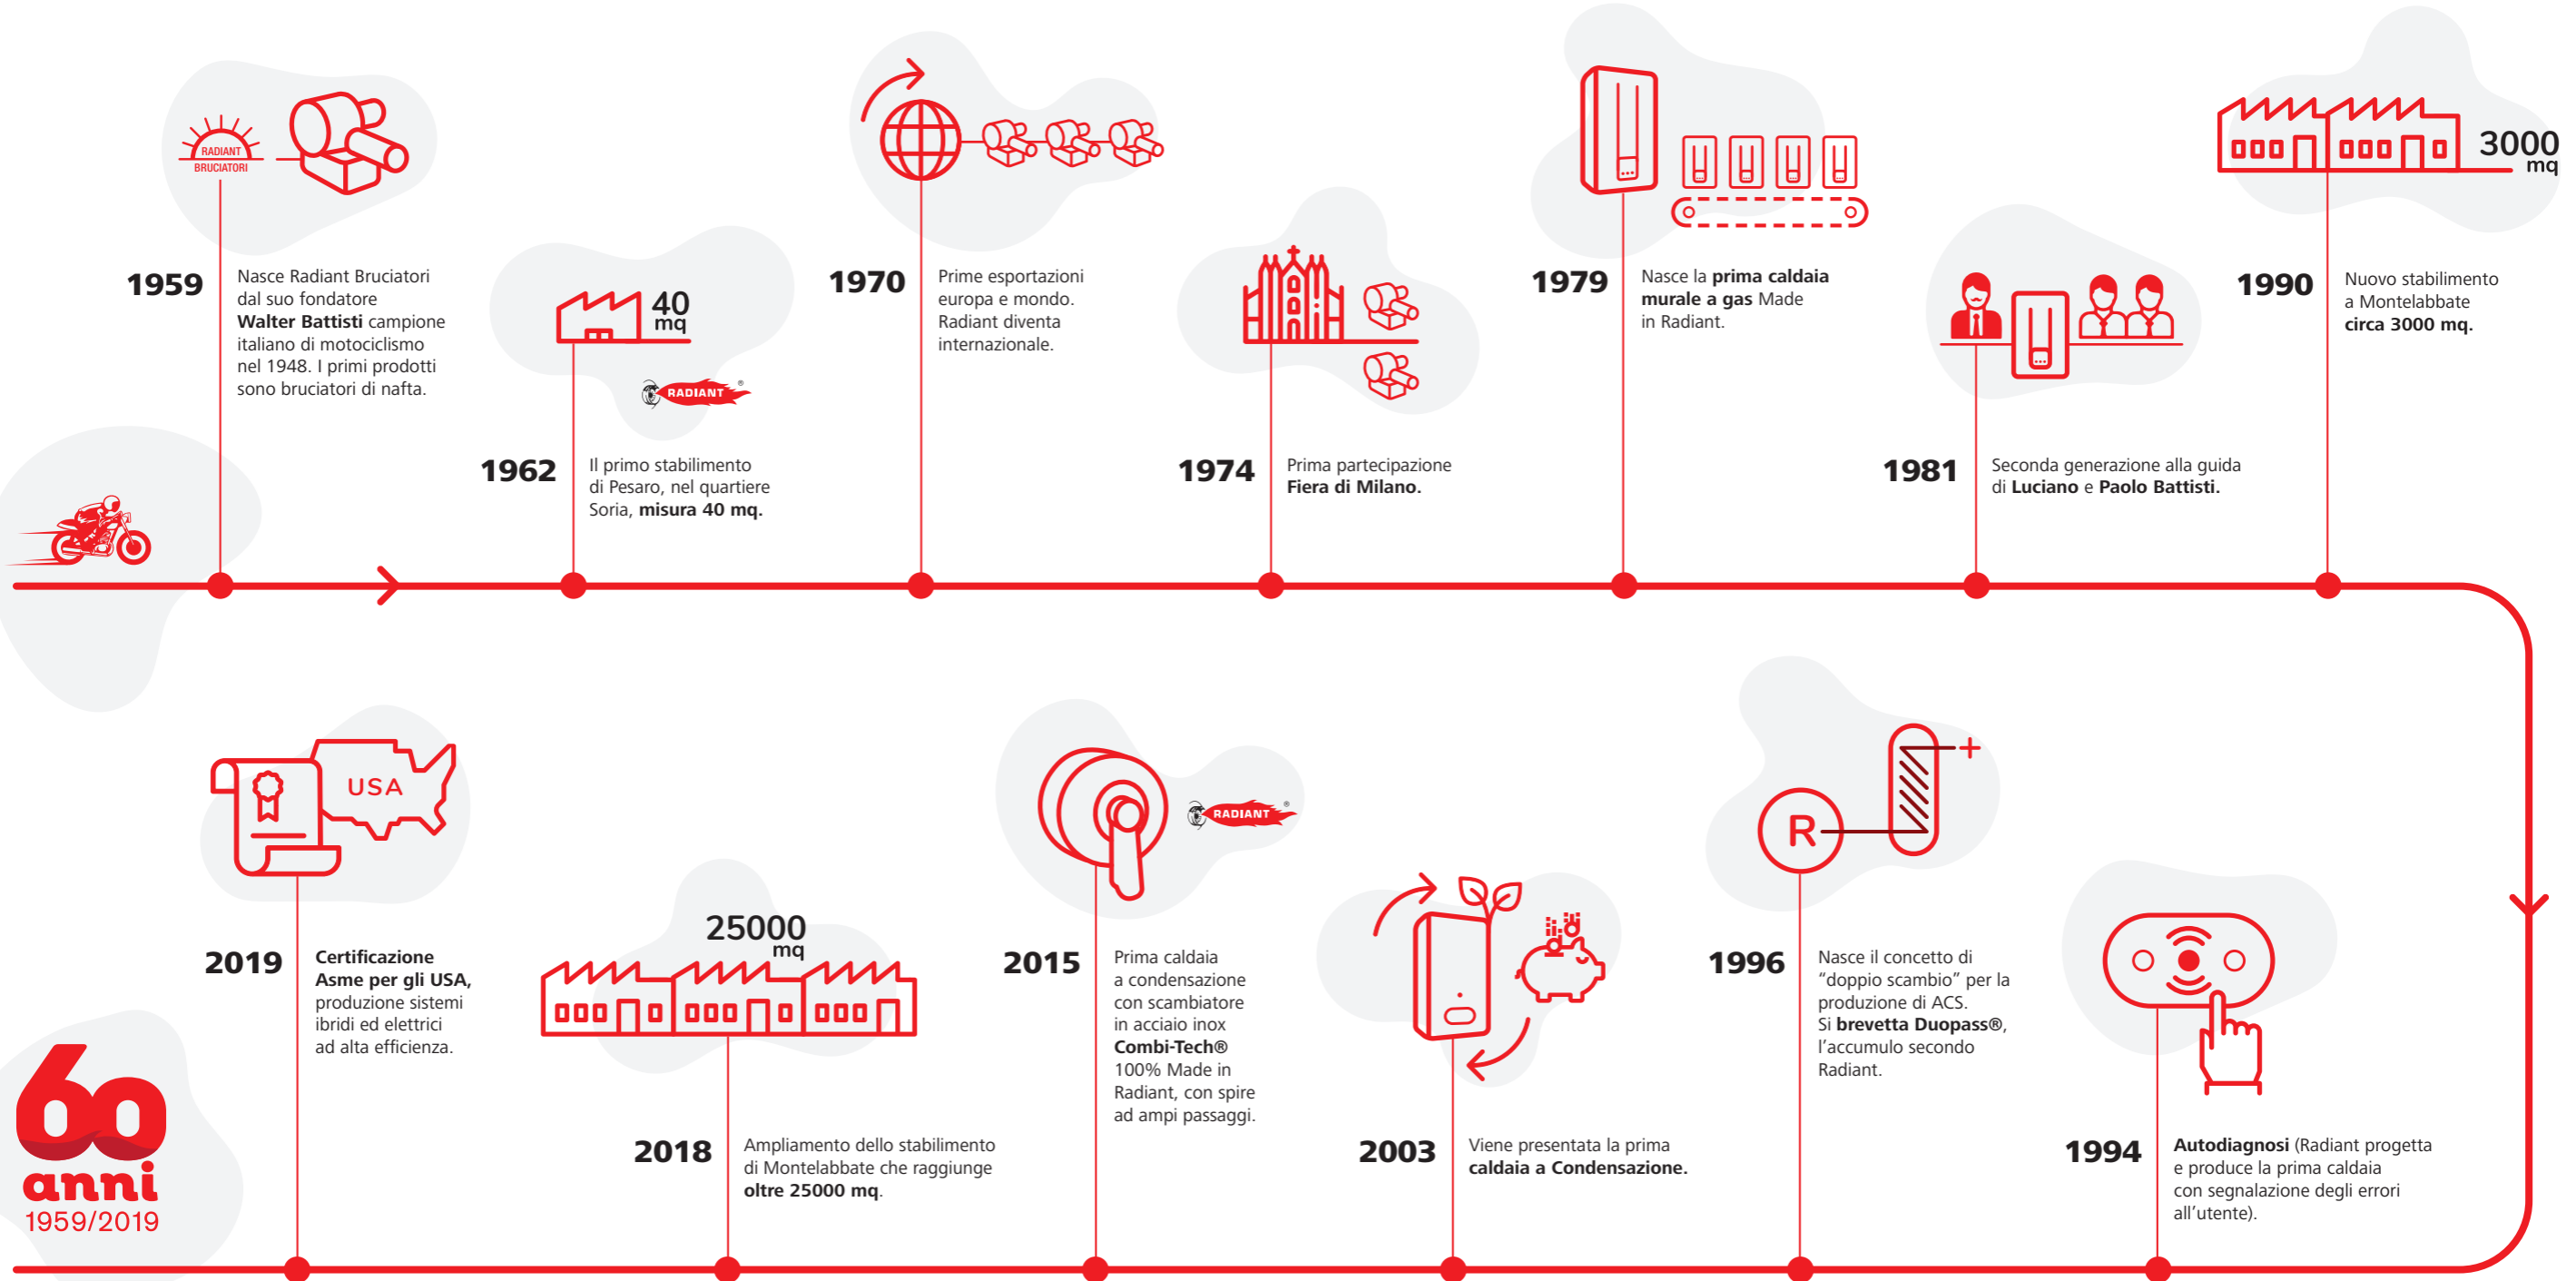 RADIANT
BRUCIATORI
1959
Nasce Radiant Bruciatori
dal suo fondatore
Walter Battisti campione
italiano di motociclismo
nel 1948. I primi prodotti
sono bruciatori di nafta.
40
mq
RADIANT®
1962
Il primo stabilimento
di Pesaro, nel quartiere
Soria, misura 40 mq.
1970
Prime esportazioni
europa e mondo.
Radiant diventa
internazionale.
1974
Prima partecipazione
Fiera di Milano.
1979
Nasce la prima caldaia
murale a gas Made
in Radiant.
1981
Seconda generazione alla guida
di Luciano e Paolo Battisti.
3000
mq
1990
Nuovo stabilimento
a Montelabbate
circa 3000 mq.
1994
Autodiagnosi (Radiant progetta
e produce la prima caldaia
con segnalazione degli errori
all’utente).
R
1996
Nasce il concetto di
“doppio scambio” per la
produzione di ACS.
Si brevetta Duopass®,
l’accumulo secondo
Radiant.
2003
Viene presentata la prima
caldaia a Condensazione.
RADIANT®
2015
Prima caldaia
a condensazione
con scambiatore
in acciaio inox
Combi-Tech®
100% Made in
Radiant, con spire
ad ampi passaggi.
25000
mq
2018
Ampliamento dello stabilimento
di Montelabbate che raggiunge
oltre 25000 mq.
USA
2019
Certificazione
Asme per gli USA,
produzione sistemi
ibridi ed elettrici
ad alta efficienza.
60
anni
1959/2019